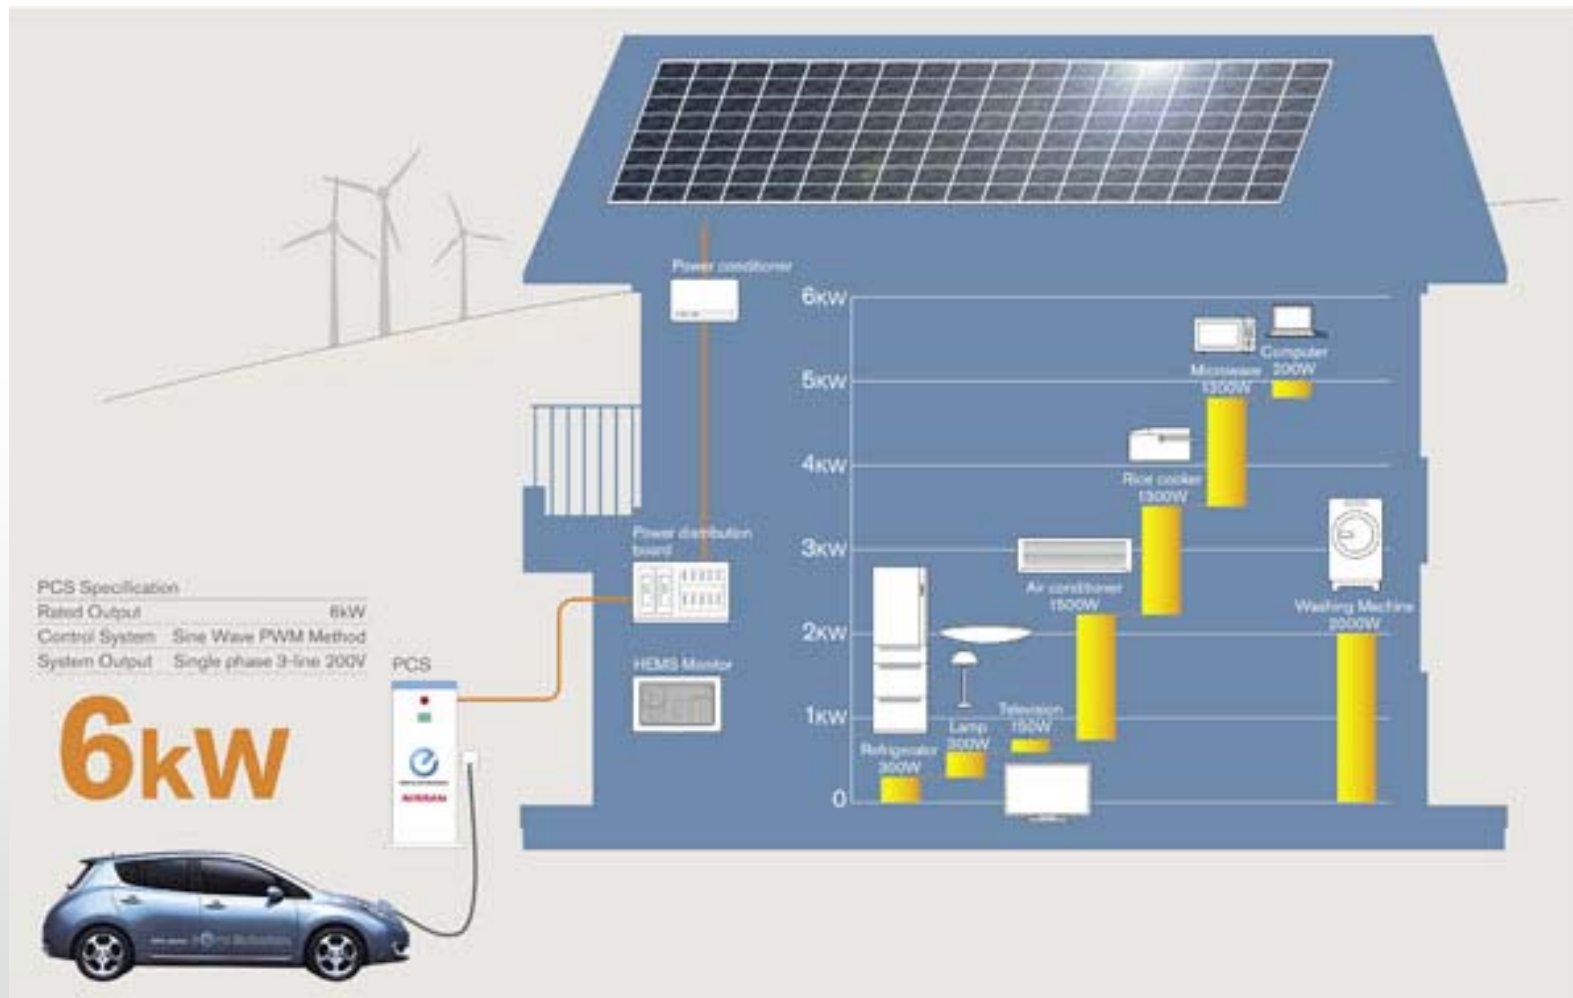 Power conditioner
6KW
5KW
4KW
3KW
2KW
1KW
0
Computer
200W
Microwave
1300W
Rice cooker
1300W
Air conditioner
1500W
Washing Machine
2000W
Television
150W
Lamp
300W
Refrigerator
300W
Power distribution
board
HEMS Monitor
PCS Specification
Rated Output 6kW
Control System Sine Wave PWM Method
System Output Single phase 3-line 200V
PCS
6kW
NISSAN